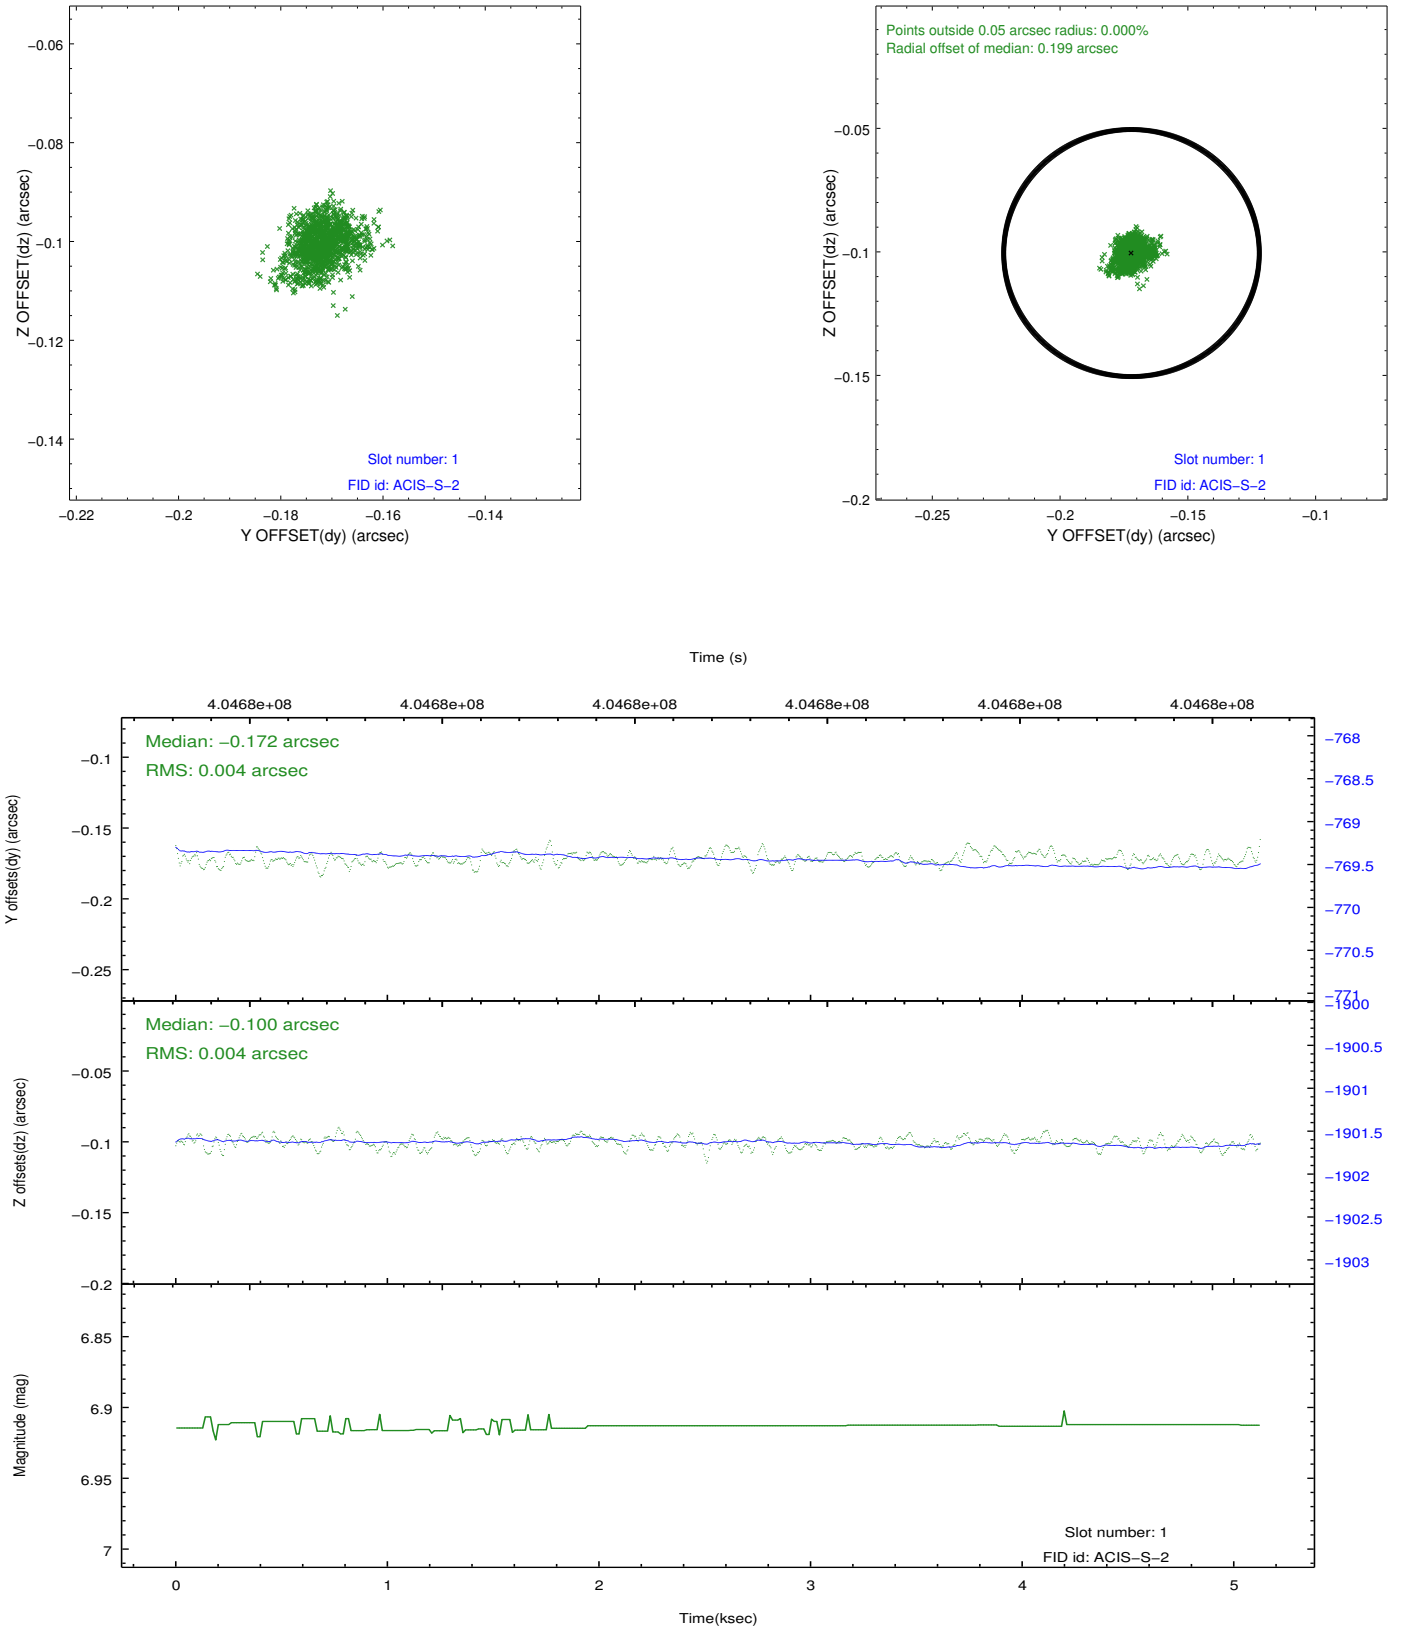 −0.06
−0.08
−0.1
−0.12
−0.14
Z OFFSET(dz) (arcsec)
Slot number: 1
FID id: ACIS−S−2
−0.22 −0.2 −0.18 −0.16 −0.14
Y OFFSET(dy) (arcsec)
Points outside 0.05 arcsec radius: 0.000%
Radial offset of median: 0.199 arcsec
−0.05
−0.1
−0.15
−0.2
Z OFFSET(dz) (arcsec)
Slot number: 1
FID id: ACIS−S−2
−0.25 −0.2 −0.15 −0.1
Y OFFSET(dy) (arcsec)
Time (s)
4.0468e+08 4.0468e+08 4.0468e+08 4.0468e+08 4.0468e+08 4.0468e+08
Median: −0.172 arcsec
RMS: 0.004 arcsec
−0.1
−0.15
−0.2
−0.25
Y offsets(dy) (arcsec)
−768
−768.5
−769
−769.5
−770
−770.5
−771
Median: −0.100 arcsec
RMS: 0.004 arcsec
−0.05
−0.1
−0.15
−0.2
Z offsets(dz) (arcsec)
−1900
−1900.5
−1901
−1901.5
−1902
−1902.5
−1903
6.85
6.9
6.95
7
Magnitude (mag)
Slot number: 1
FID id: ACIS−S−2
0 1 2 3 4 5
Time(ksec)